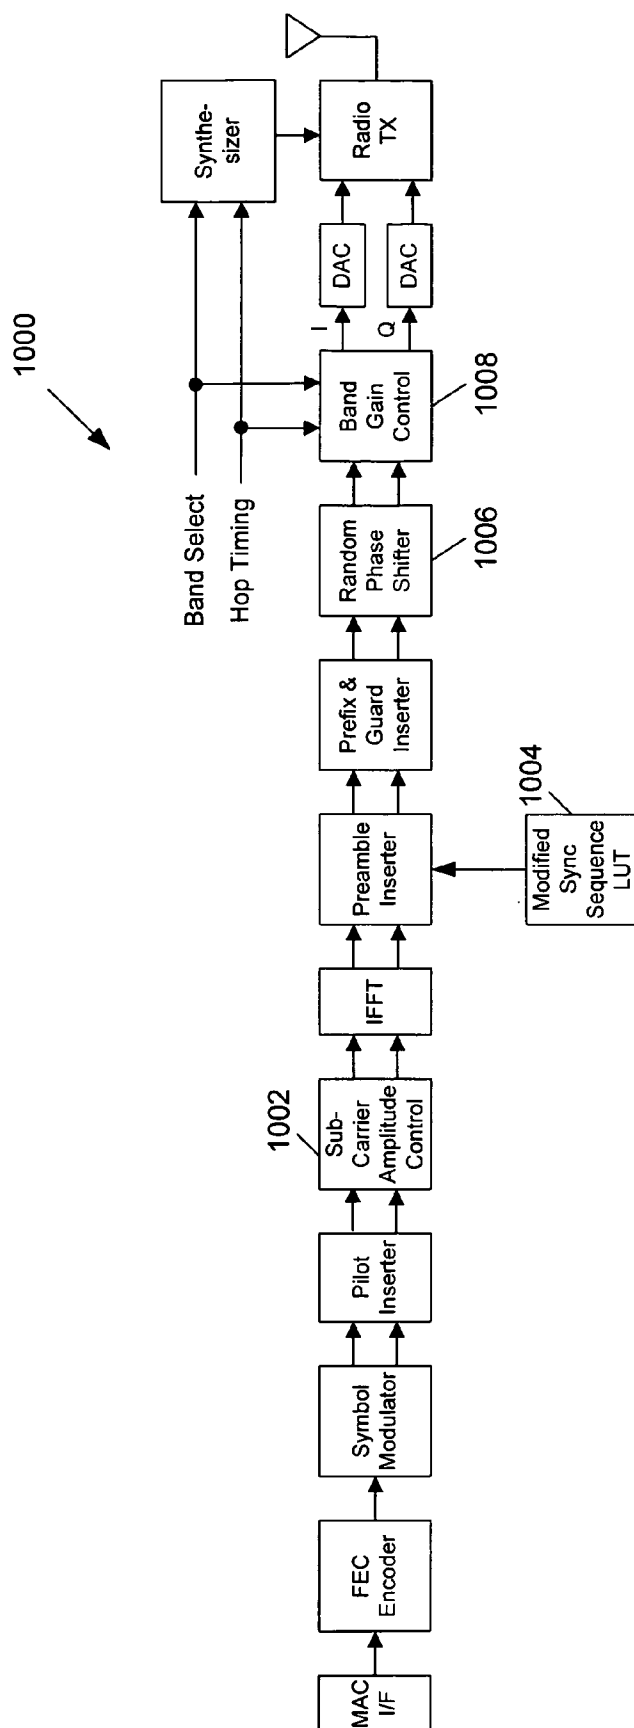 1000
Band Select
Hop Timing
Synthe-
sizer
MAC
I/F
FEC
Encoder
Symbol
Modulator
Pilot
Inserter
1002
Sub-
Carrier
Amplitude
Control
IFFT
Preamble
Inserter
1004
Modified
Sync
Sequence
LUT
Prefix &
Guard
Inserter
Random
Phase
Shifter
1006
Band
Gain
Control
1008
I
Q
DAC
DAC
Radio
TX